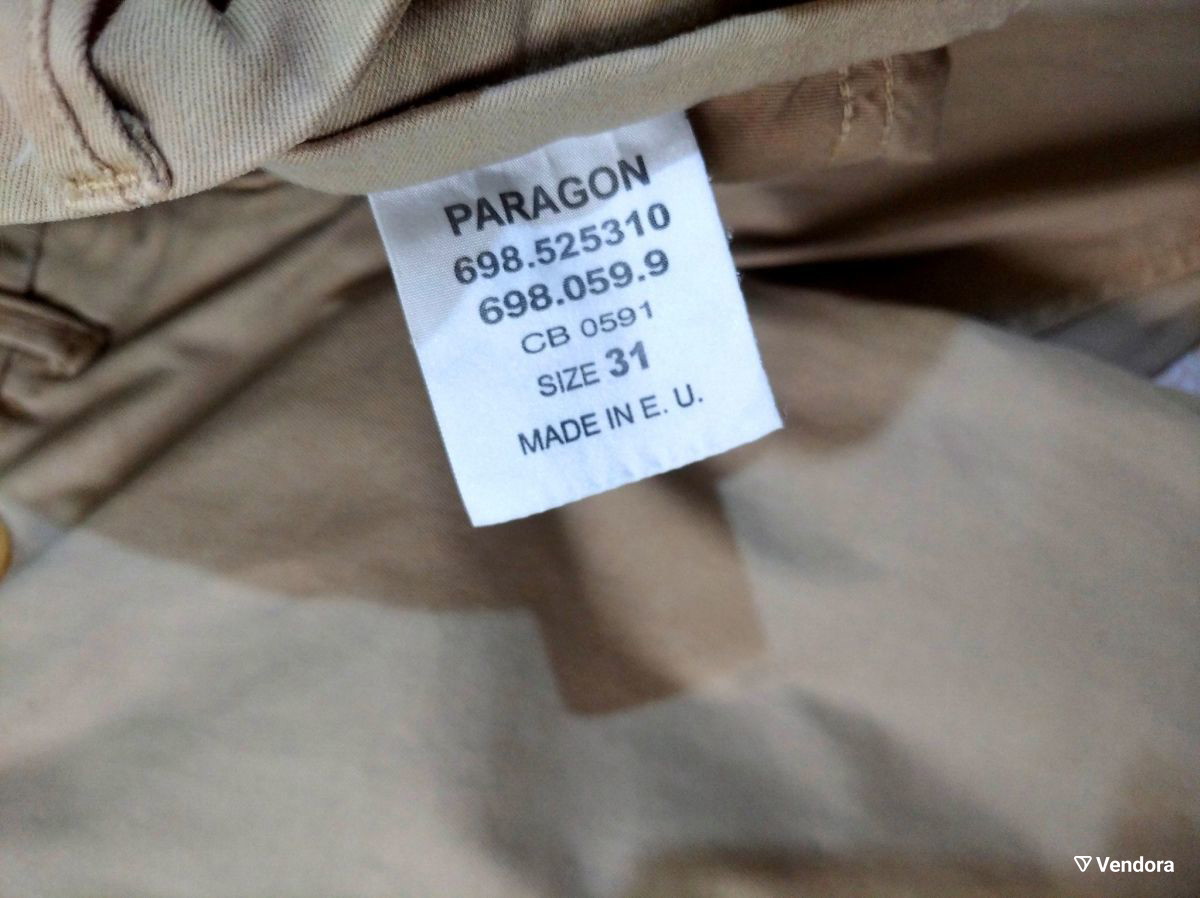 PARAGON
698.525310
698.059.9
CB 0591
SIZE 31
MADE IN E. U.
Vendora